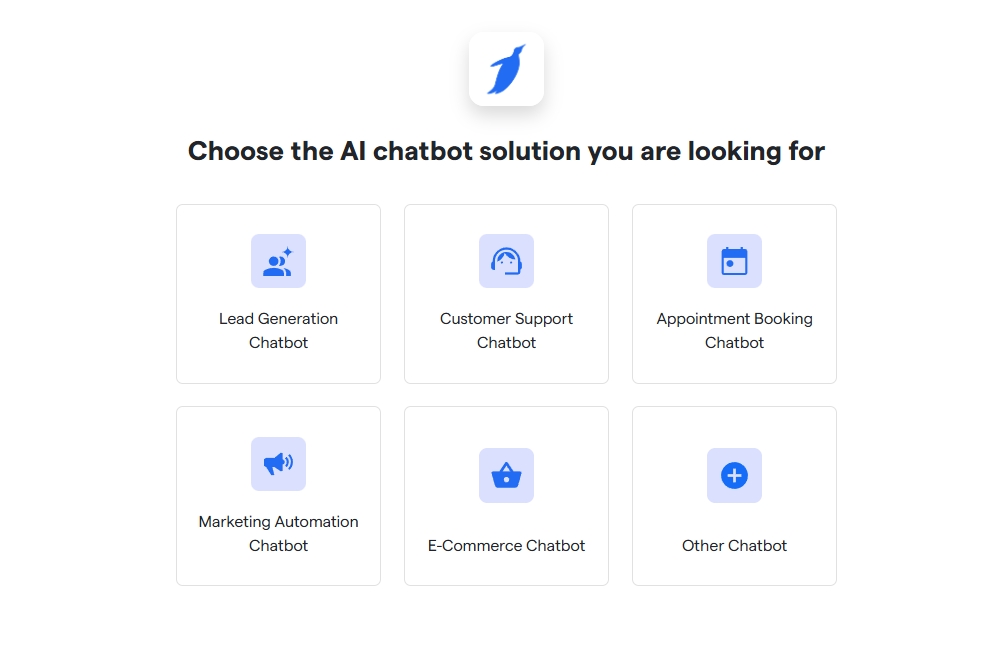 Choose the AI chatbot solution you are looking for
Lead Generation
Chatbot
Customer Support
Chatbot
Appointment Booking
Chatbot
Marketing Automation
Chatbot
E-Commerce Chatbot
Other Chatbot